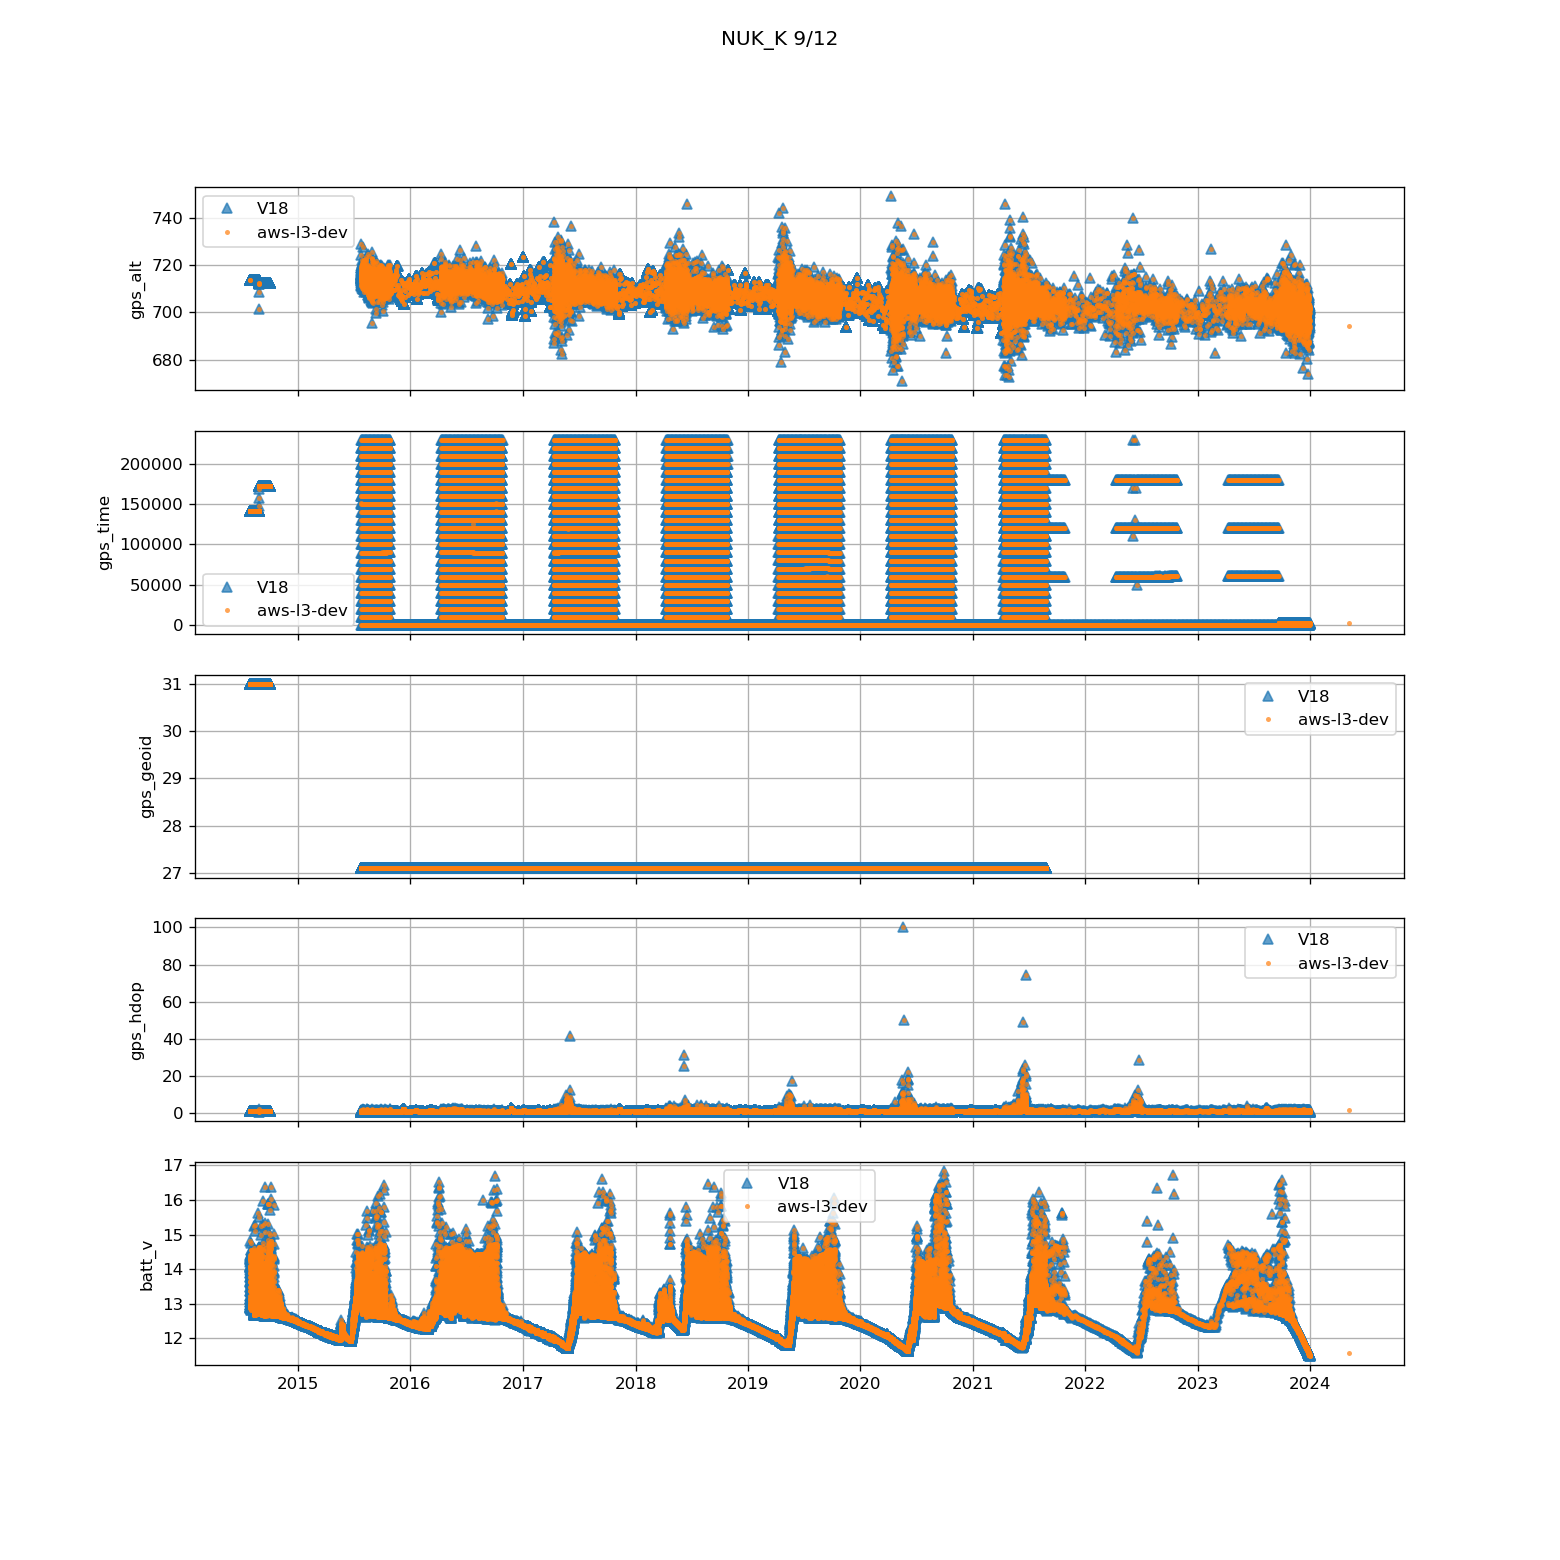 NUK_K 9/12
740
720
700
680
gps_alt
V18
aws-l3-dev
200000
150000
100000
50000
0
gps_time
V18
aws-l3-dev
31
30
29
28
27
gps_geoid
V18
aws-l3-dev
100
80
60
40
20
0
gps_hdop
V18
aws-l3-dev
17
16
15
14
13
12
batt_v
V18
aws-l3-dev
2015 2016 2017 2018 2019 2020 2021 2022 2023 2024